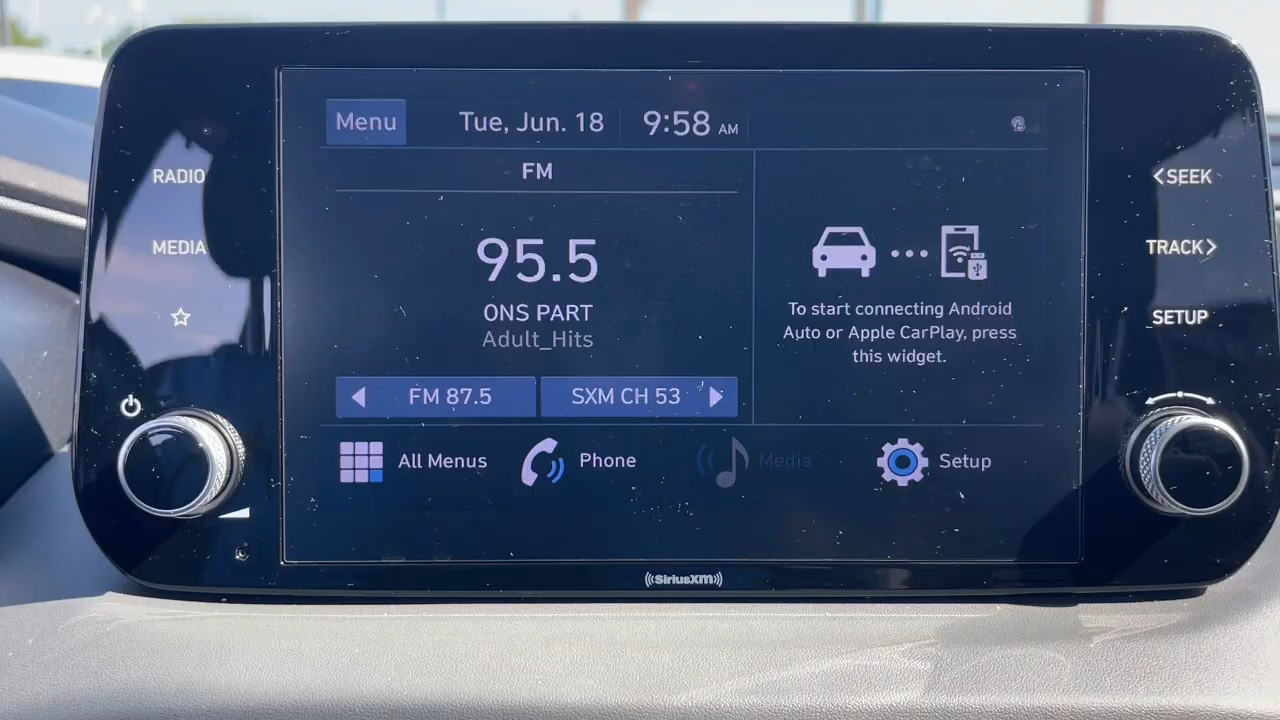 Menu
Tue, Jun. 18
9:58 AM
FM
RADIO
MEDIA
95.5
ONS PART
Adult_Hits
FM 87.5
SXM CH 53
To start connecting Android
Auto or Apple CarPlay, press
this widget.
All Menus
Phone
Media
Setup
<SEEK
TRACK>
SETUP
((SiriusXM))